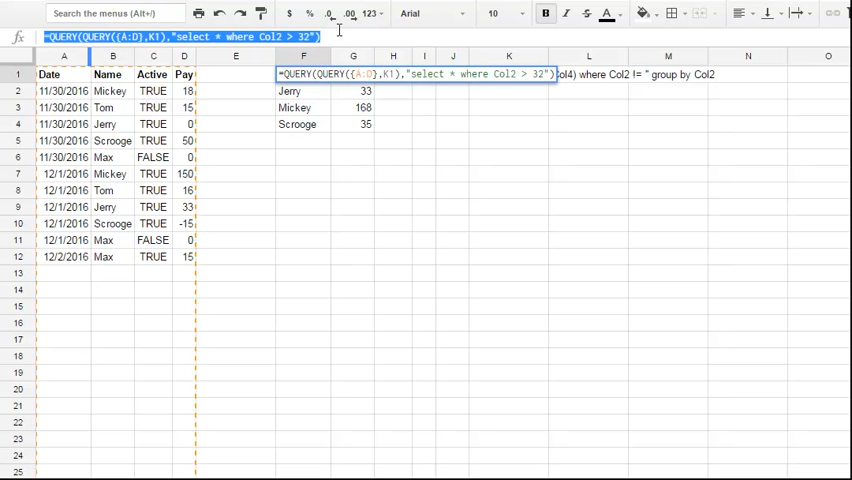 Search the menus (Alt+/) $ % .0 .00 123 Arial 10 B I S A
fx =QUERY(QUERY({A:D},K1),"select * where Col2 > 32")
A B C D E F G H I J K L M N O
1 Date Name Active Pay =QUERY(QUERY({A:D},K1),"select * where Col2 > 32") Col4) where Col2 != '' group by Col2
2 11/30/2016 Mickey TRUE 18 Jerry 33
3 11/30/2016 Tom TRUE 15 Mickey 168
4 11/30/2016 Jerry TRUE 0 Scrooge 35
5 11/30/2016 Scrooge TRUE 50
6 11/30/2016 Max FALSE 0
7 12/1/2016 Mickey TRUE 150
8 12/1/2016 Tom TRUE 16
9 12/1/2016 Jerry TRUE 33
10 12/1/2016 Scrooge TRUE -15
11 12/1/2016 Max FALSE 0
12 12/2/2016 Max TRUE 15
13
14
15
16
17
18
19
20
21
22
23
24
25